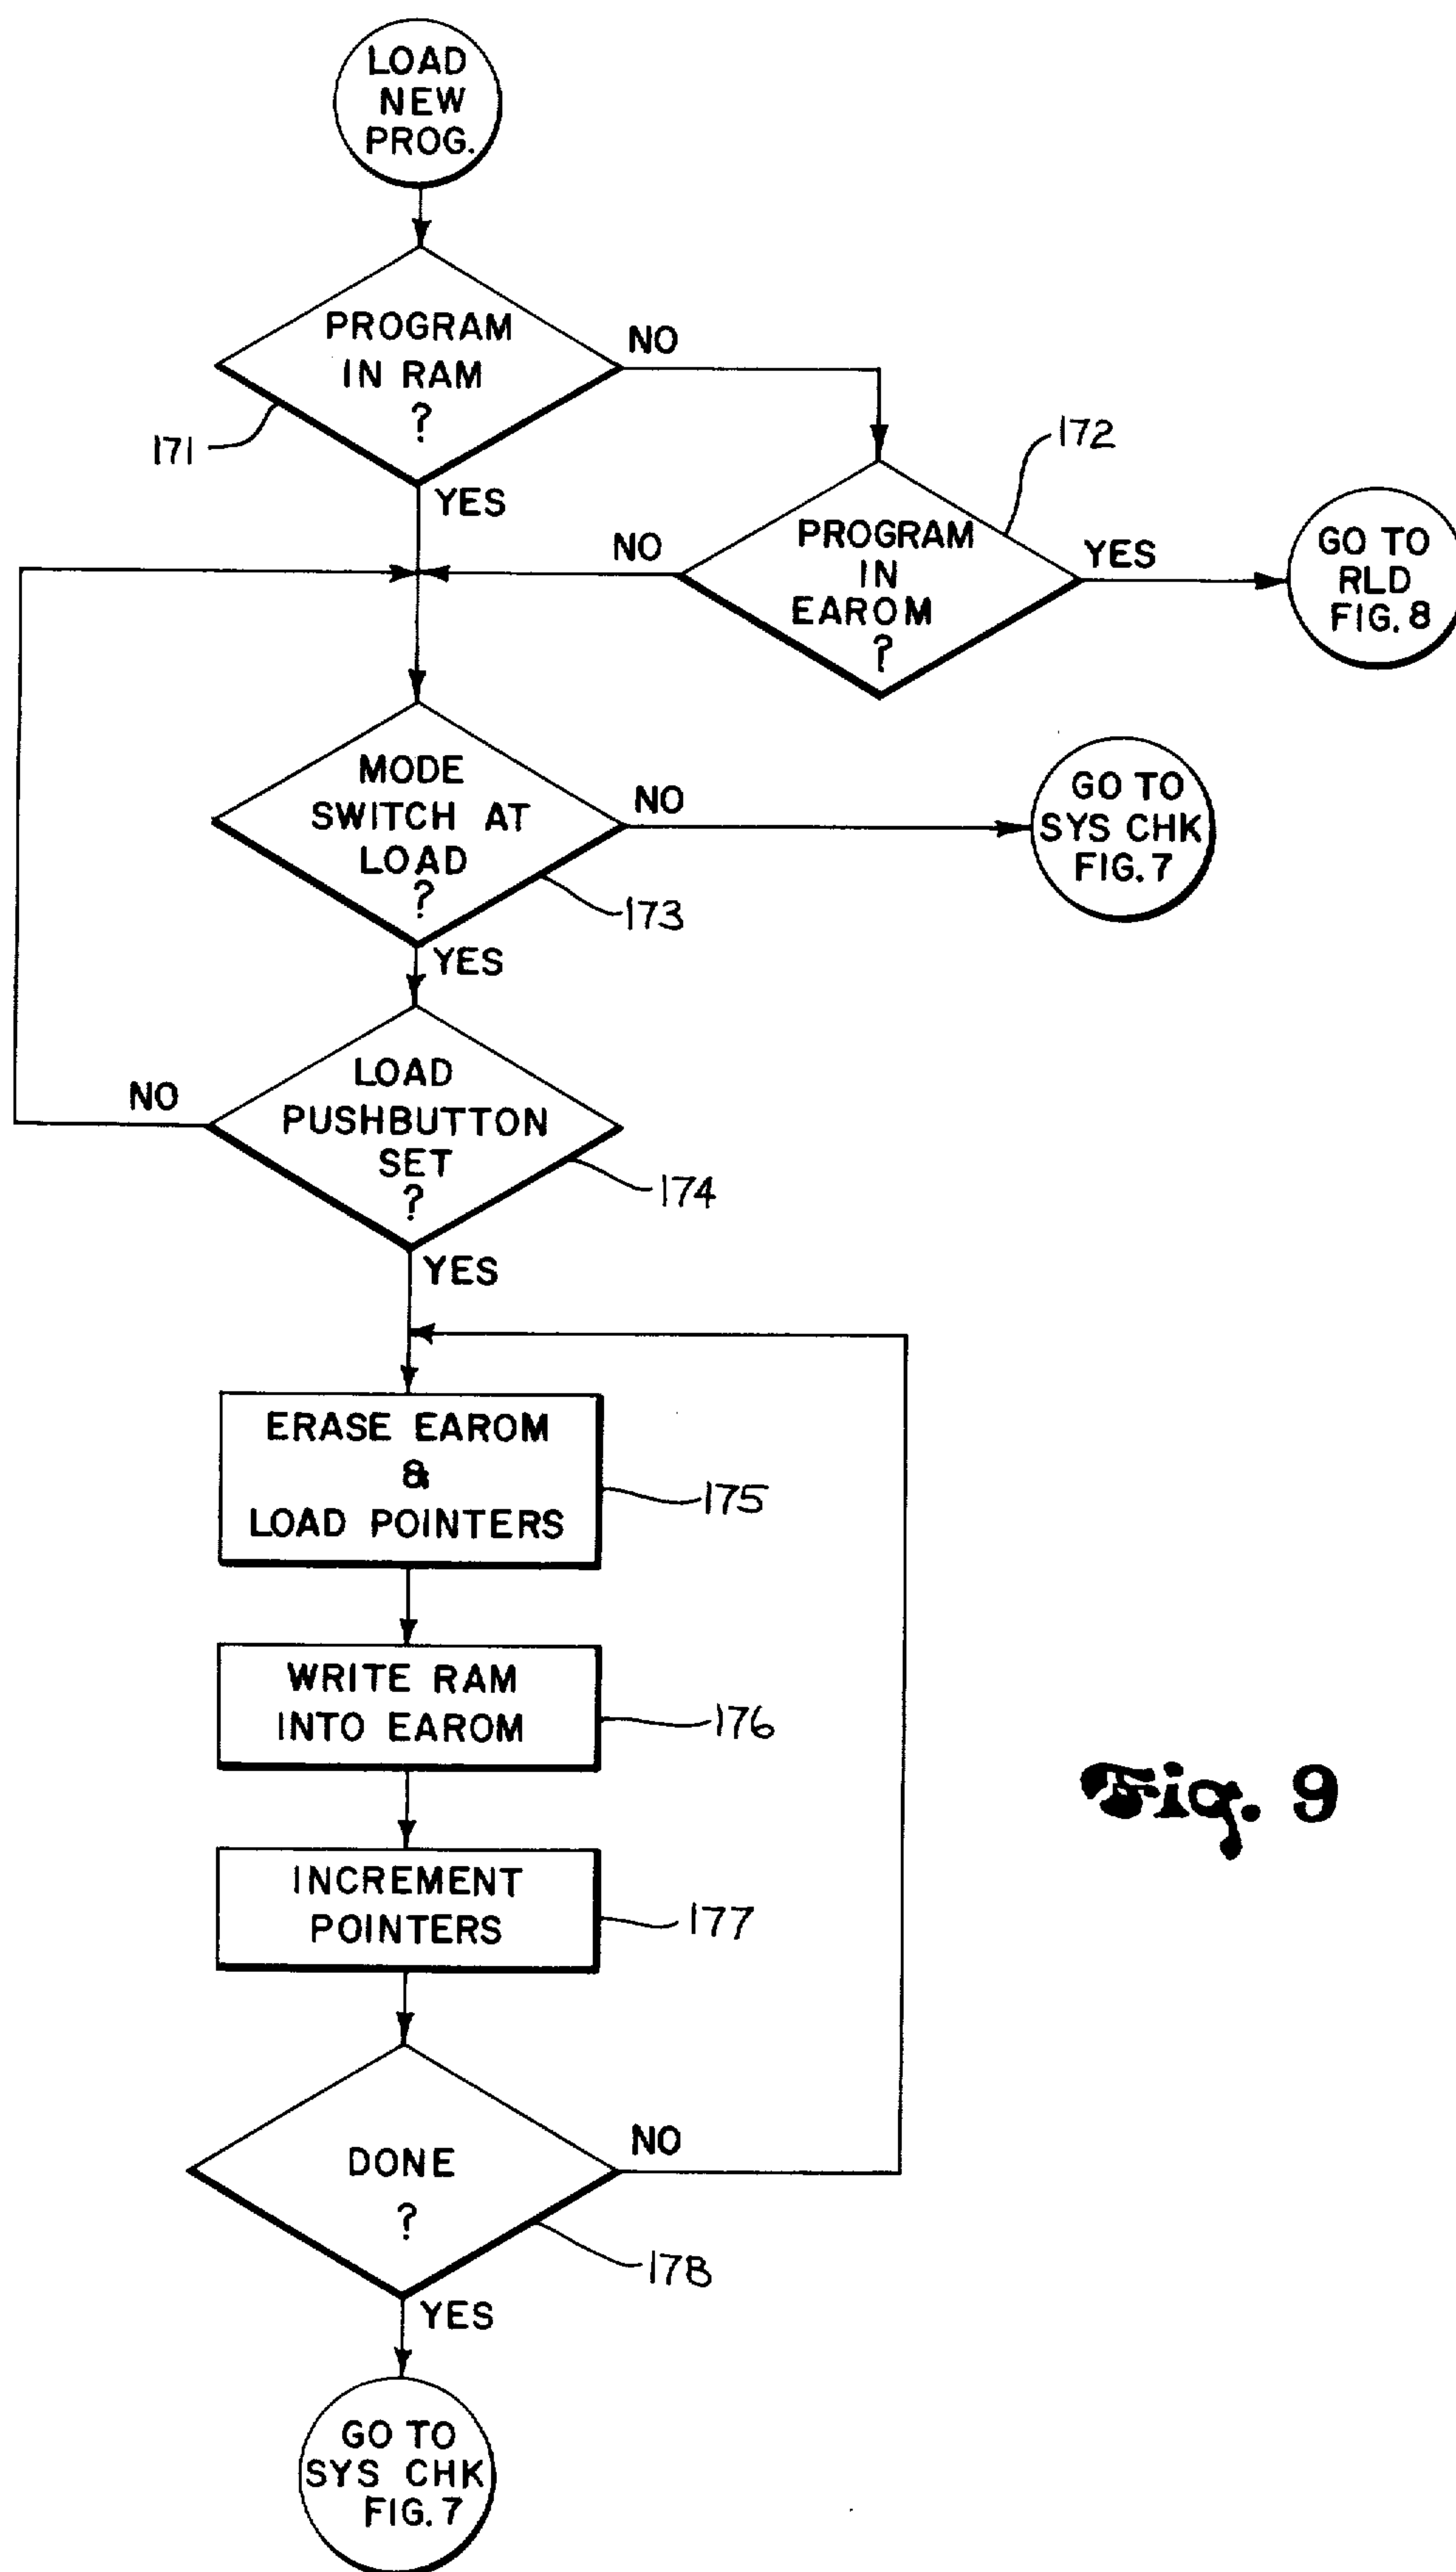 LOAD
NEW
PROG.
PROGRAM
IN RAM
?
NO
171
YES
172
PROGRAM
IN
EAROM
?
NO
YES
GO TO
RLD
FIG. 8
MODE
SWITCH AT
LOAD
?
NO
173
GO TO
SYS CHK
FIG. 7
YES
LOAD
PUSHBUTTON
SET
?
NO
174
YES
ERASE EAROM
&
LOAD POINTERS
175
WRITE RAM
INTO EAROM
176
INCREMENT
POINTERS
177
Fig. 9
DONE
?
NO
178
YES
GO TO
SYS CHK
FIG. 7